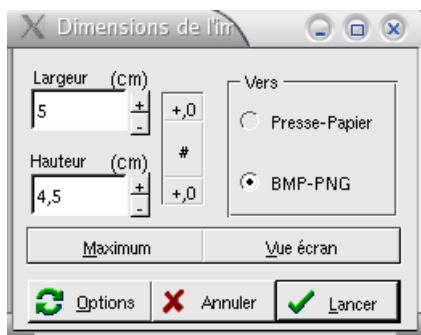 X Dimensions de l'im
Largeur (cm)
5
+
-
+,0
#
Hauteur (cm)
4,5
+
-
+,0
Vers
Presse-Papier
BMP-PNG
Maximum
Vue écran
Options
Annuler
Lancer